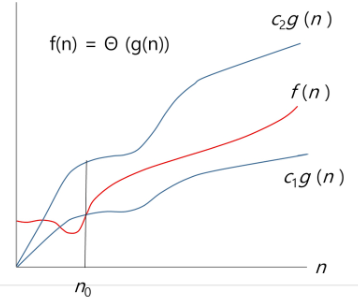 c₂g(n)
f(n) = Θ (g(n))
f(n)
c₁g(n)
n
n₀